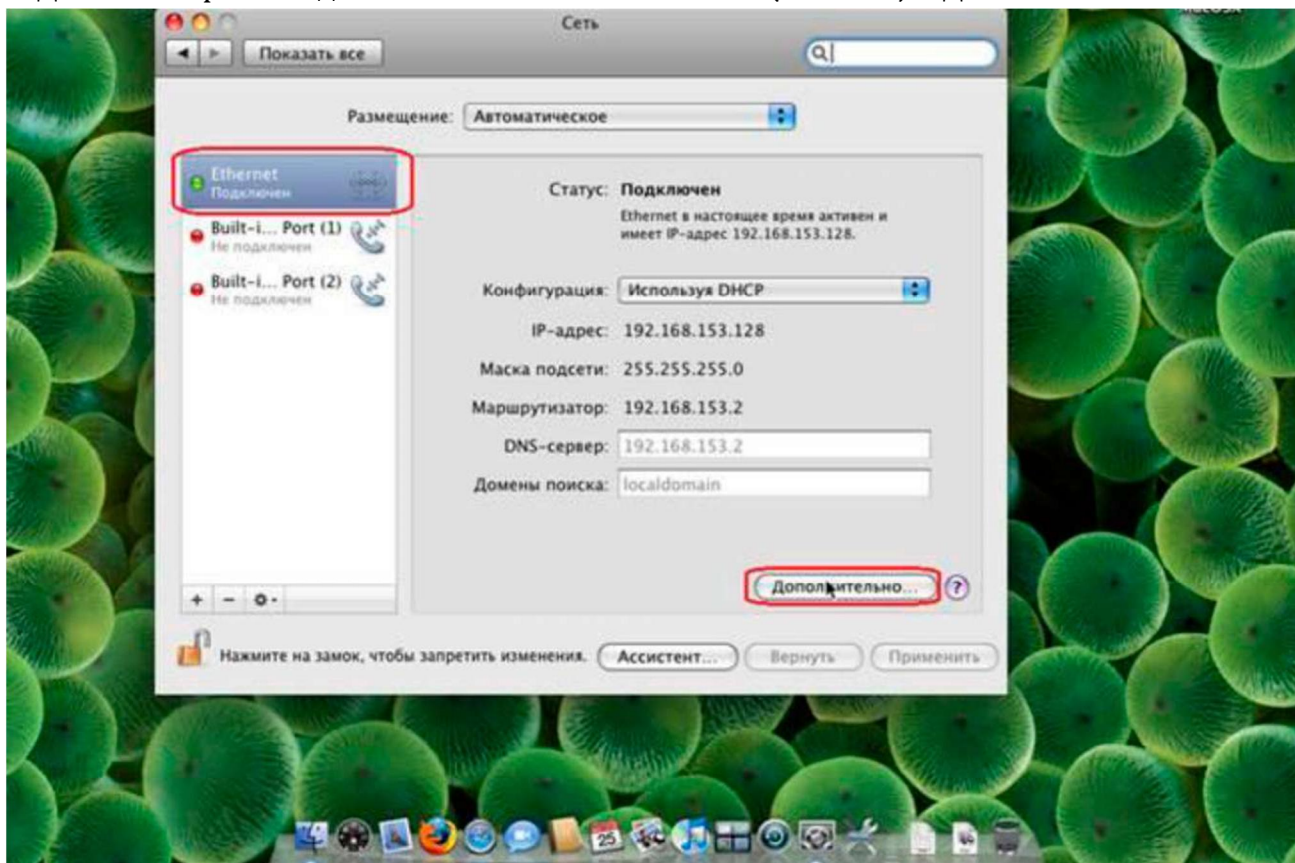 Сеть
Показать все
Размещение: Автоматическое
Ethernet
Подключен
Built-i... Port (1)
Не подключен
Built-i... Port (2)
Не подключен
Статус: Подключен
Ethernet в настоящее время активен и
имеет IP-адрес 192.168.153.128.
Конфигурация: Используя DHCP
IP-адрес: 192.168.153.128
Маска подсети: 255.255.255.0
Маршрутизатор: 192.168.153.2
DNS-сервер: 192.168.153.2
Домены поиска: localdomain
Дополнительно... ?
+ -
Нажмите на замок, чтобы запретить изменения. Ассистент... Вернуть Применить
25